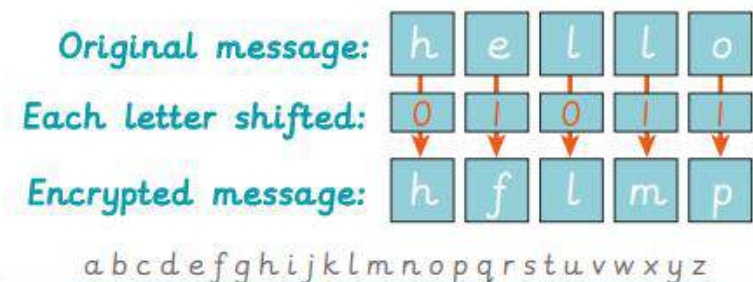 Original message: h e l l o
Each letter shifted: 0 1 0 1 1
Encrypted message: h f l m p
a b c d e f g h i j k l m n o p q r s t u v w x y z